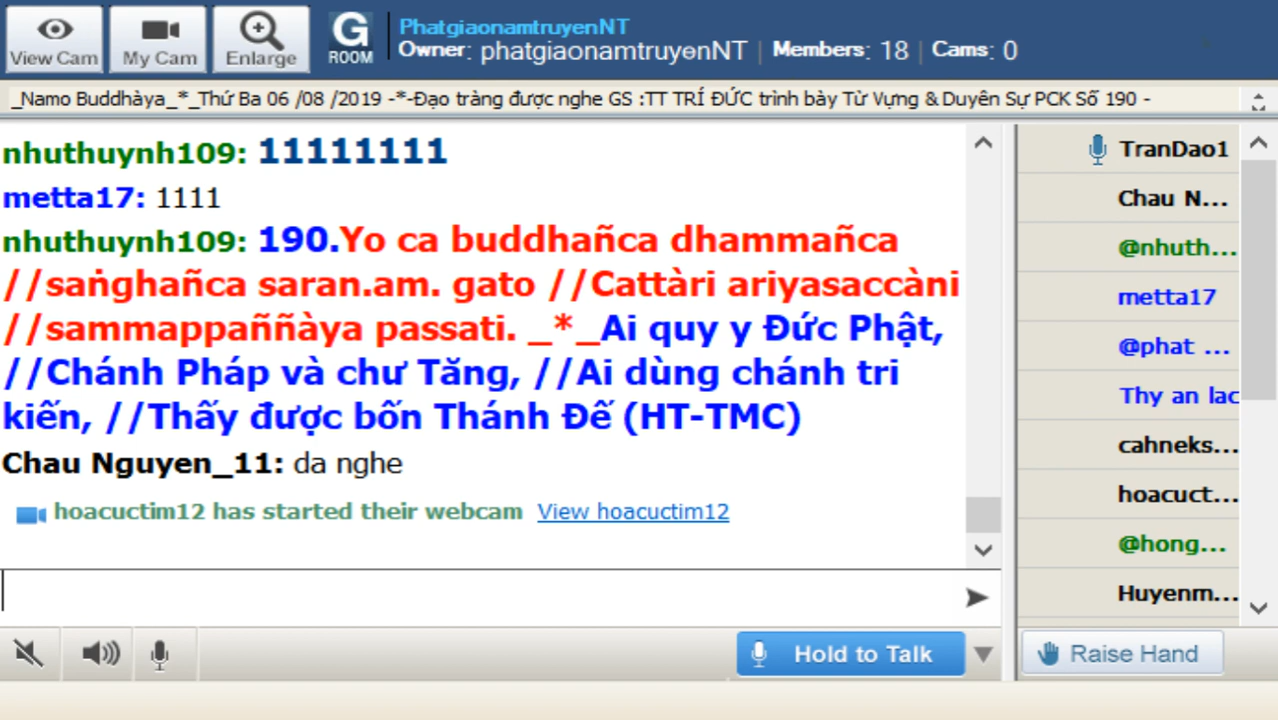 View Cam
My Cam
Enlarge
G
ROOM
PhatgiaonamtruyenNT
Owner: phatgiaonamtruyenNT | Members: 18 | Cams: 0
_Namo Buddhàya_*_Thứ Ba 06 /08 /2019 -*-Đạo tràng được nghe GS :TT TRÍ ĐỨC trình bày Từ Vựng & Duyên Sự PCK Số 190 -
nhuthuynh109: 11111111
metta17: 1111
nhuthuynh109: 190.Yo ca buddhañca dhammañca
//saṅghañca saran.am. gato //Cattàri ariyasaccàni
//sammappaññàya passati. _*_Ai quy y Đức Phật,
//Chánh Pháp và chư Tăng, //Ai dùng chánh tri
kiến, //Thấy được bốn Thánh Đế (HT-TMC)
Chau Nguyen_11: da nghe
hoacuctim12 has started their webcam View hoacuctim12
TranDao1
Chau N...
@nhuth...
metta17
@phat ...
Thy an lac
cahneks...
hoacuct...
@hong...
Huyenm...
Hold to Talk
Raise Hand